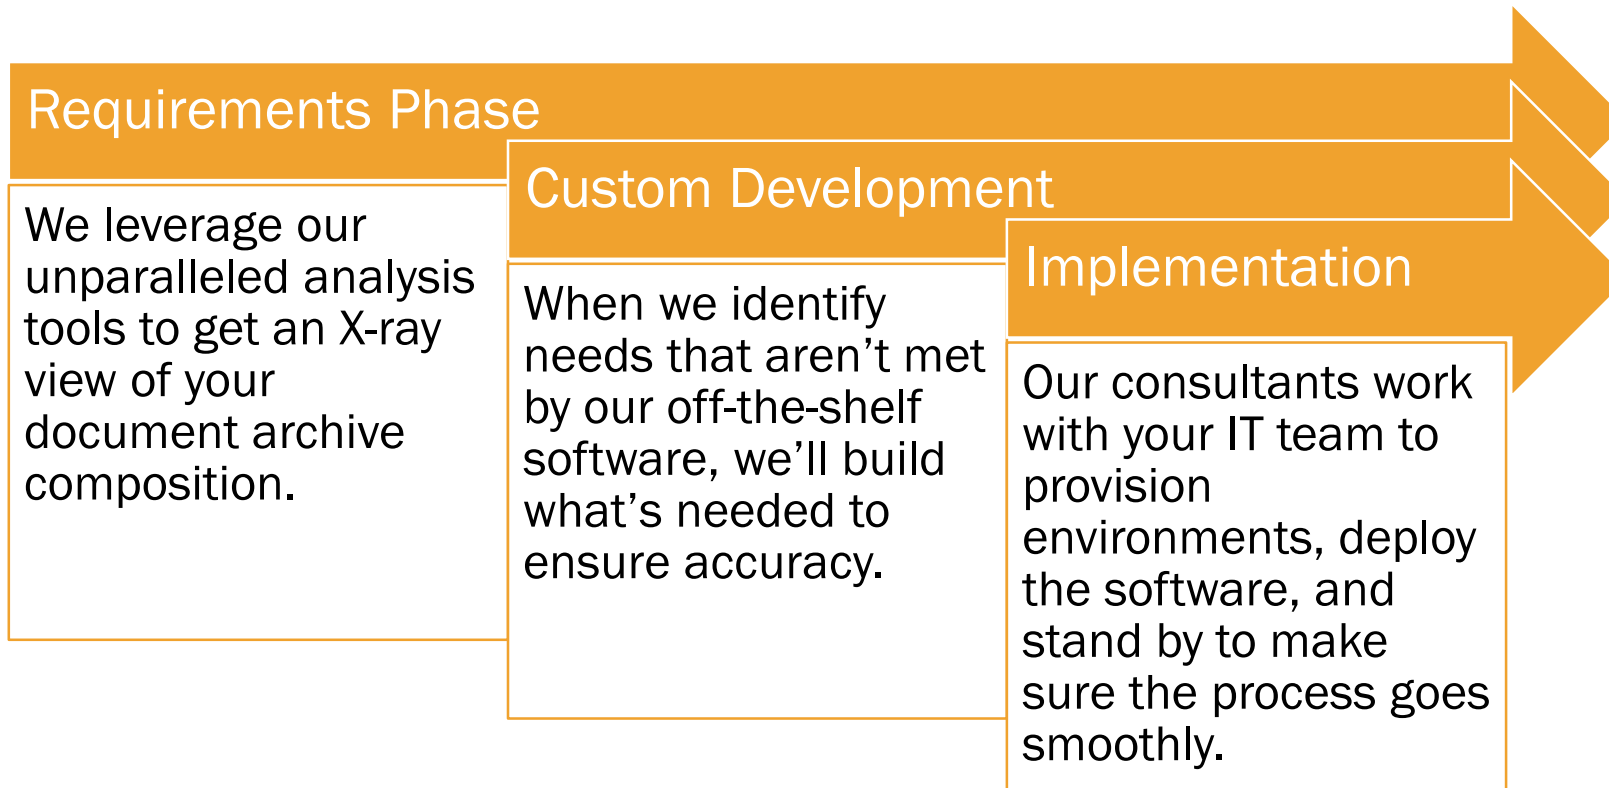 Requirements Phase
We leverage our
unparalleled analysis
tools to get an X-ray
view of your
document archive
composition.
Custom Development
When we identify
needs that aren’t met
by our off-the-shelf
software, we’ll build
what’s needed to
ensure accuracy.
Implementation
Our consultants work
with your IT team to
provision
environments, deploy
the software, and
stand by to make
sure the process goes
smoothly.